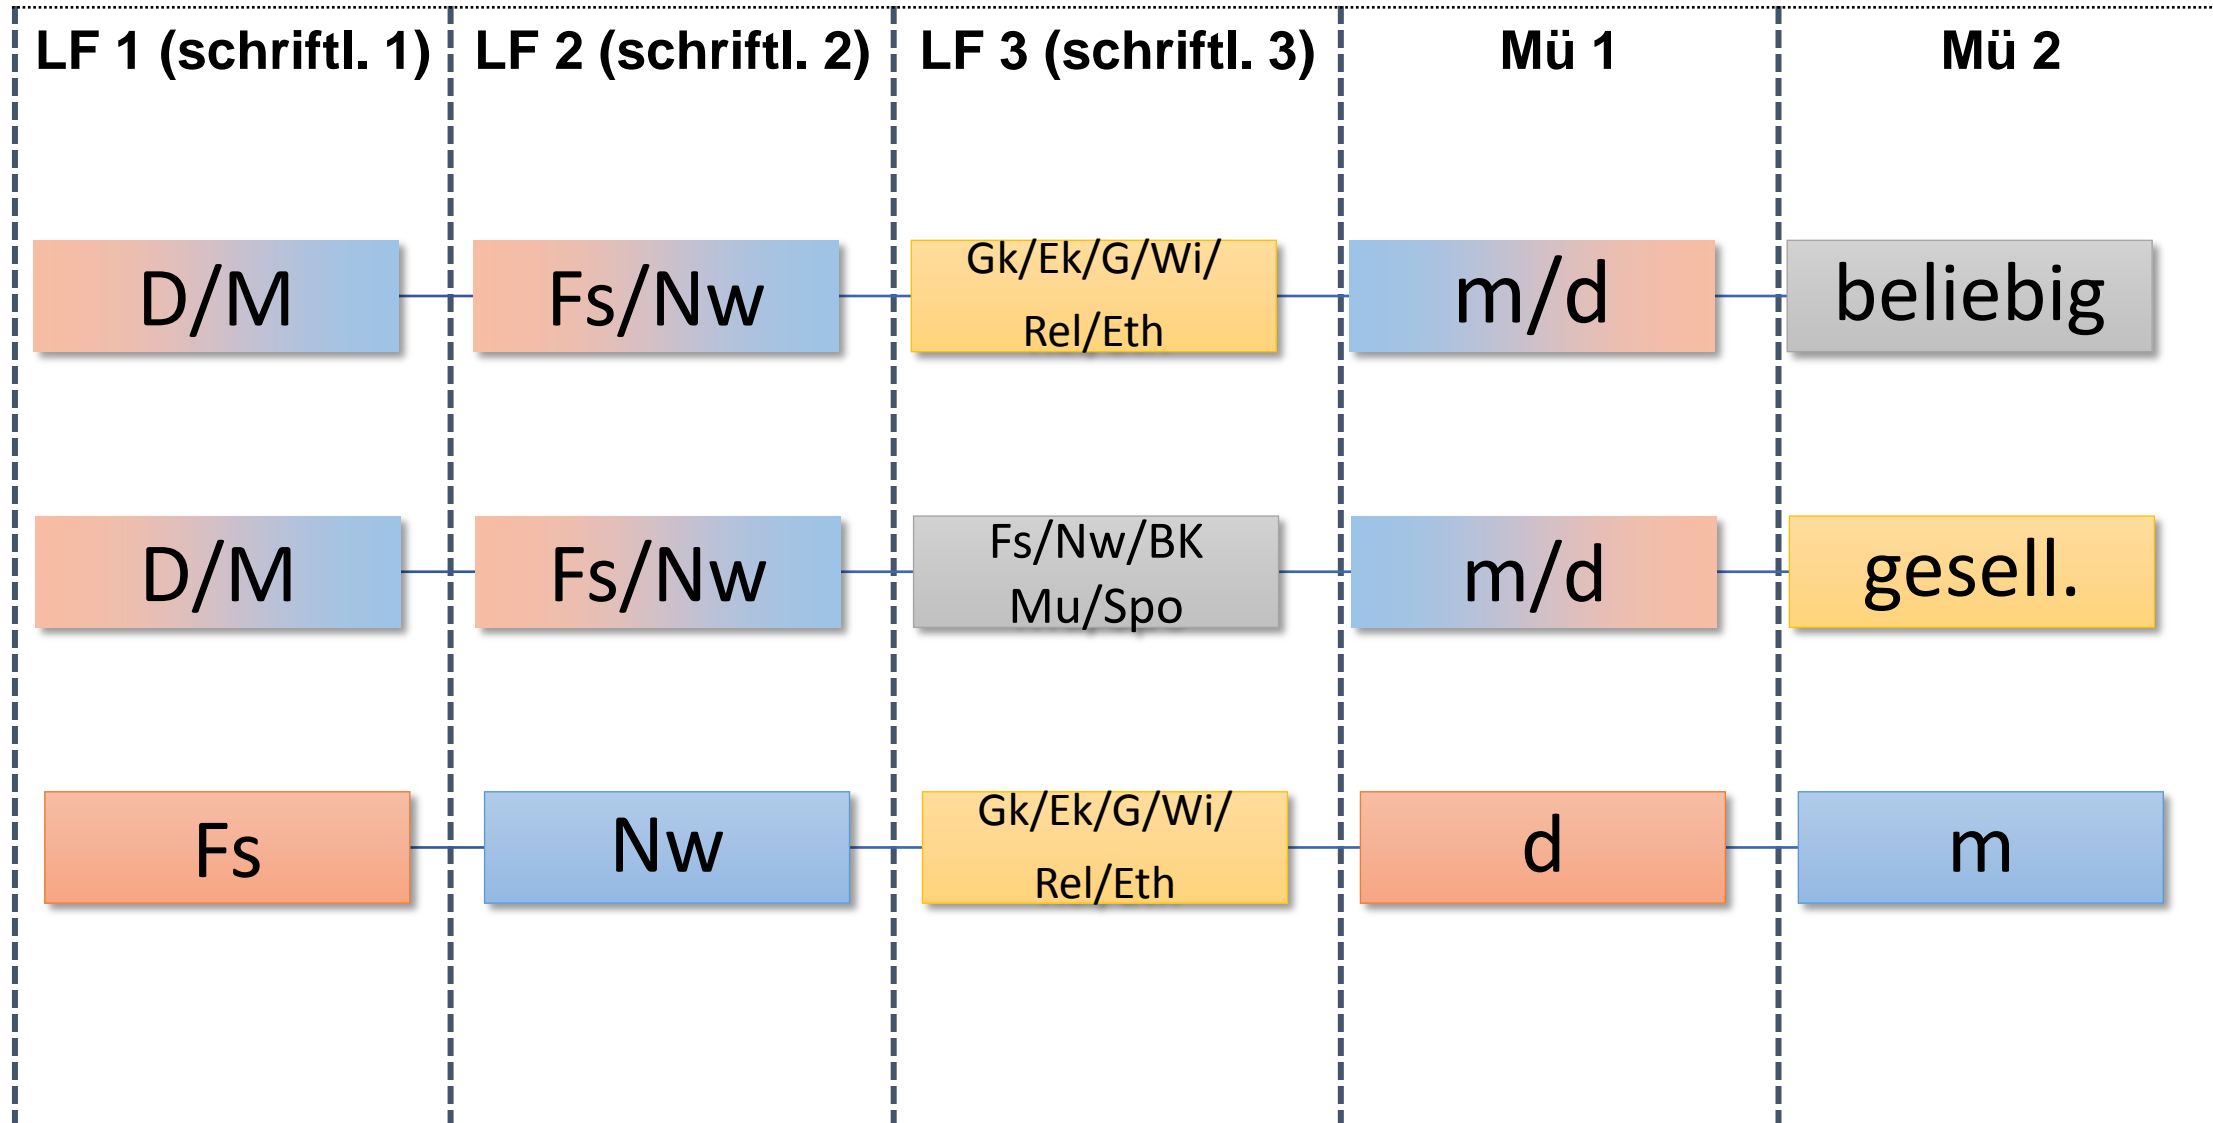 LF 1 (schriftl. 1) LF 2 (schriftl. 2) LF 3 (schriftl. 3) Mü 1 Mü 2
D/M
Fs/Nw
Gk/Ek/G/Wi/
Rel/Eth
m/d
beliebig
D/M
Fs/Nw
Fs/Nw/BK
Mu/Spo
m/d
gesell.
Fs
Nw
Gk/Ek/G/Wi/
Rel/Eth
d
m